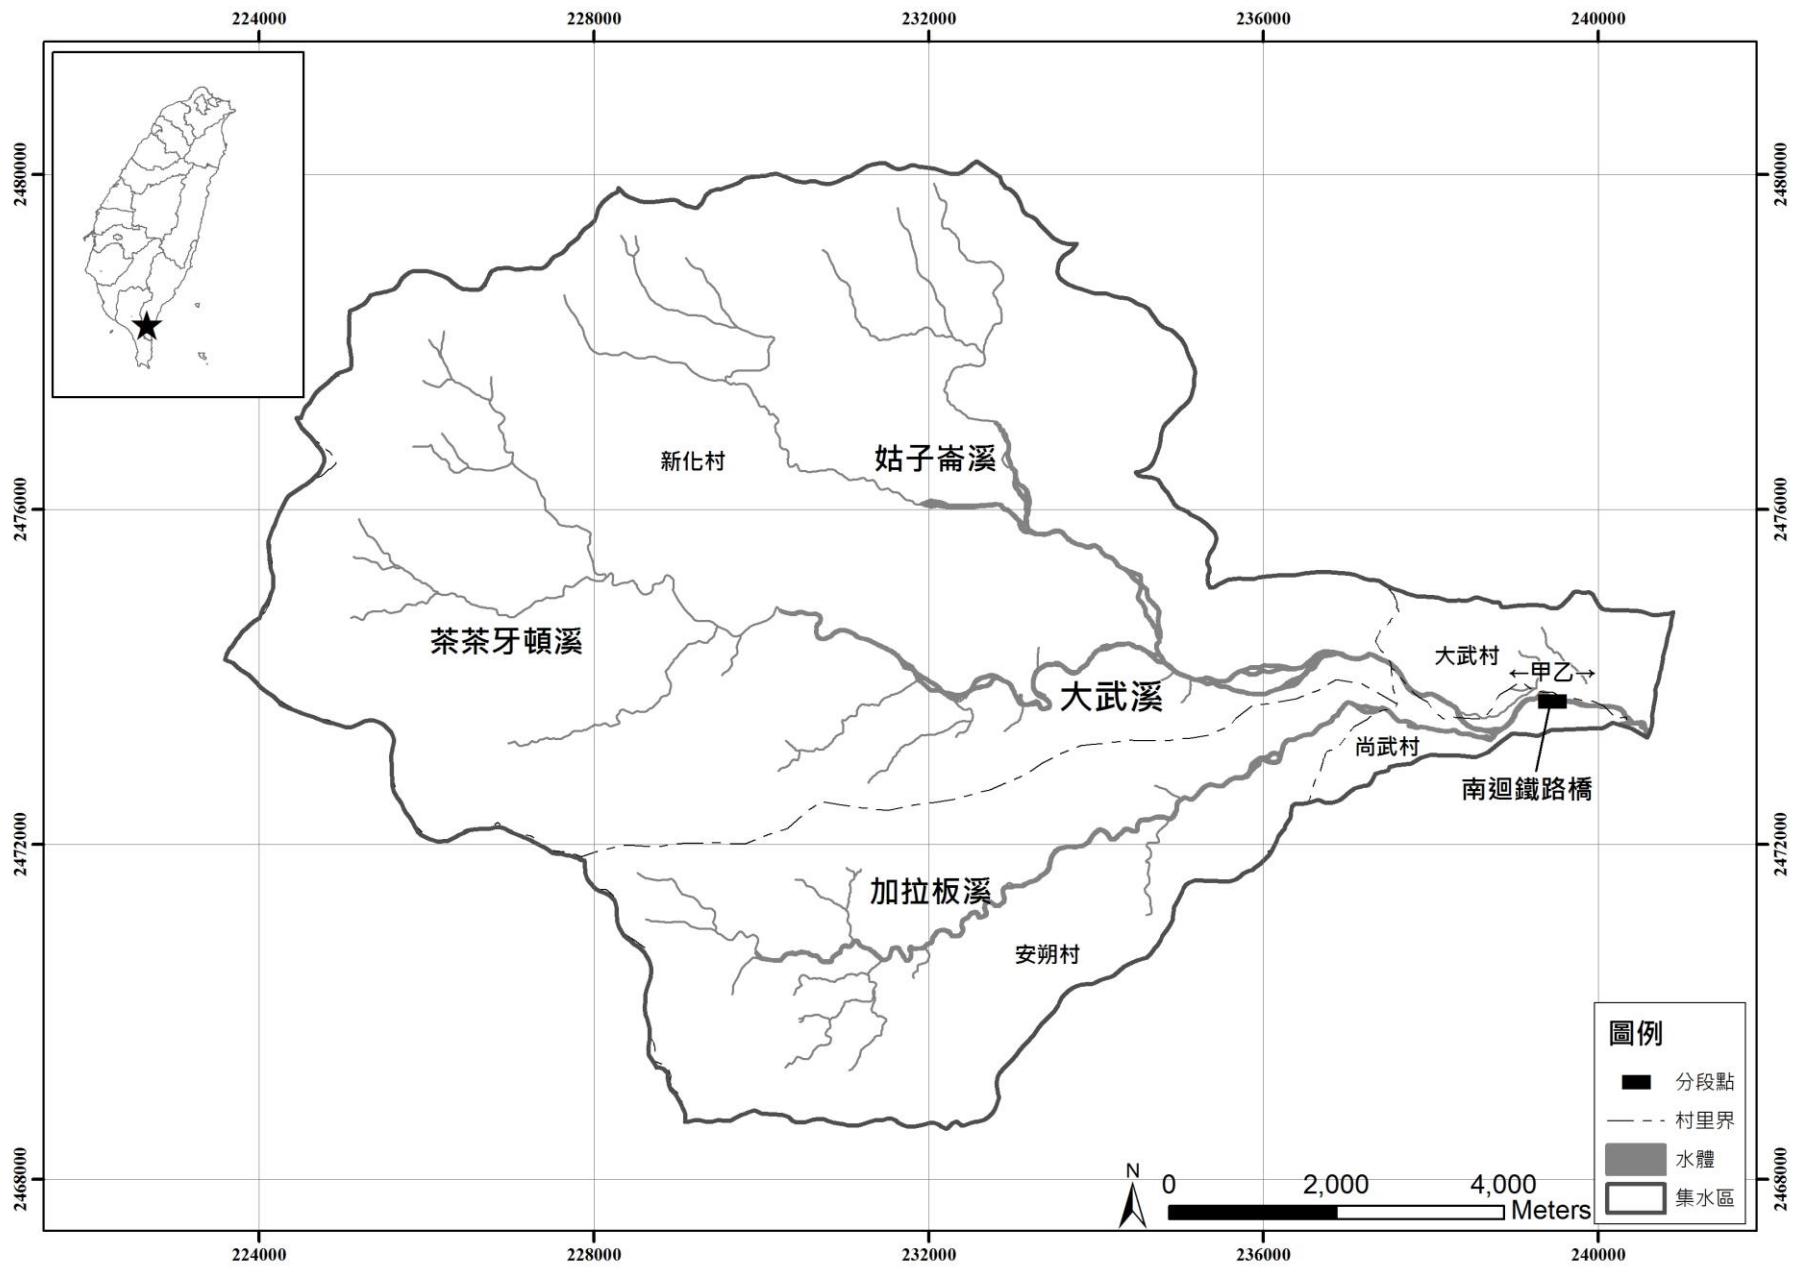 224000
228000
232000
236000
240000
2480000
2480000
姑子崙溪
新化村
2476000
2476000
茶茶牙頓溪
大武村
←甲乙→
大武溪
尚武村
南迴鐵路橋
2472000
2472000
加拉板溪
安朔村
圖例
分段點
村里界
水體
集水區
2468000
2468000
N
0
2,000
4,000
Meters
224000
228000
232000
236000
240000